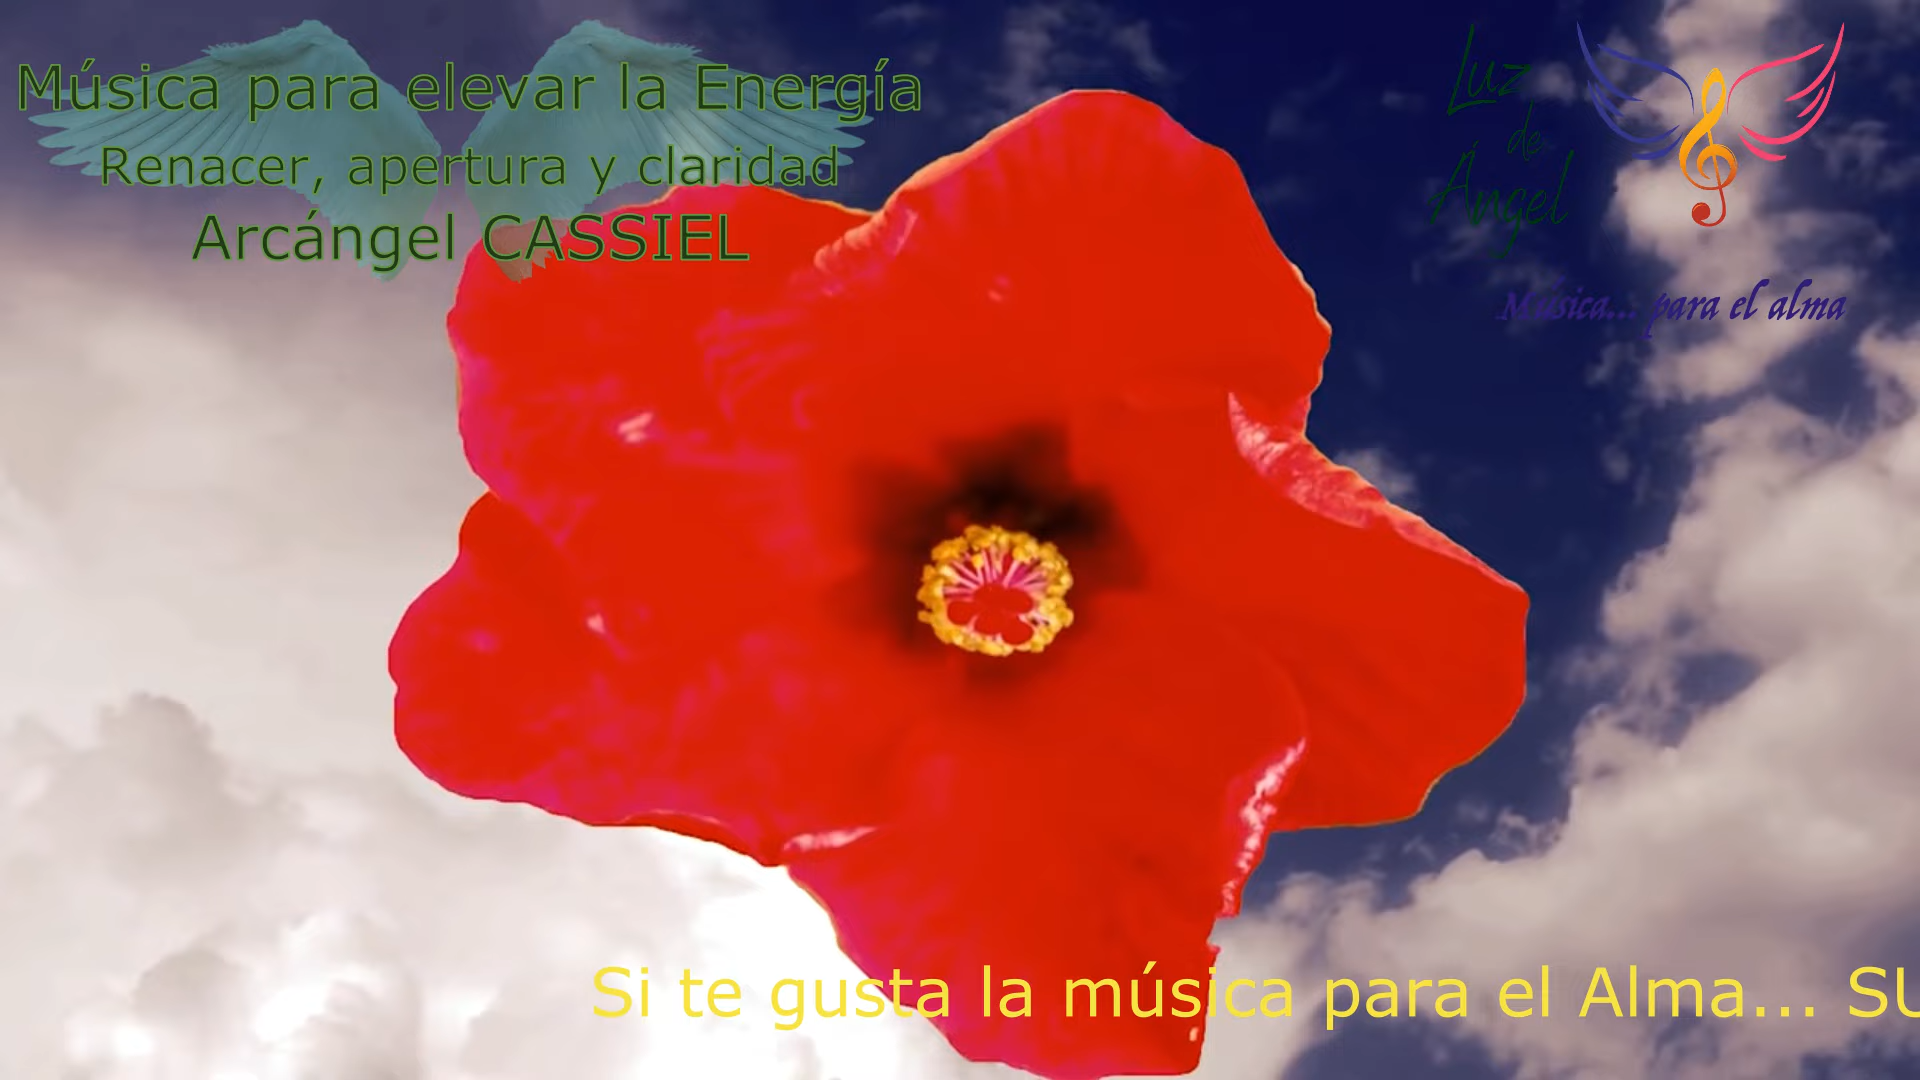 Música para elevar la Energía
Renacer, apertura y claridad
Arcángel CASSIEL
Luz
de
Ángel
Música... para el alma
Si te gusta la música para el Alma... SU